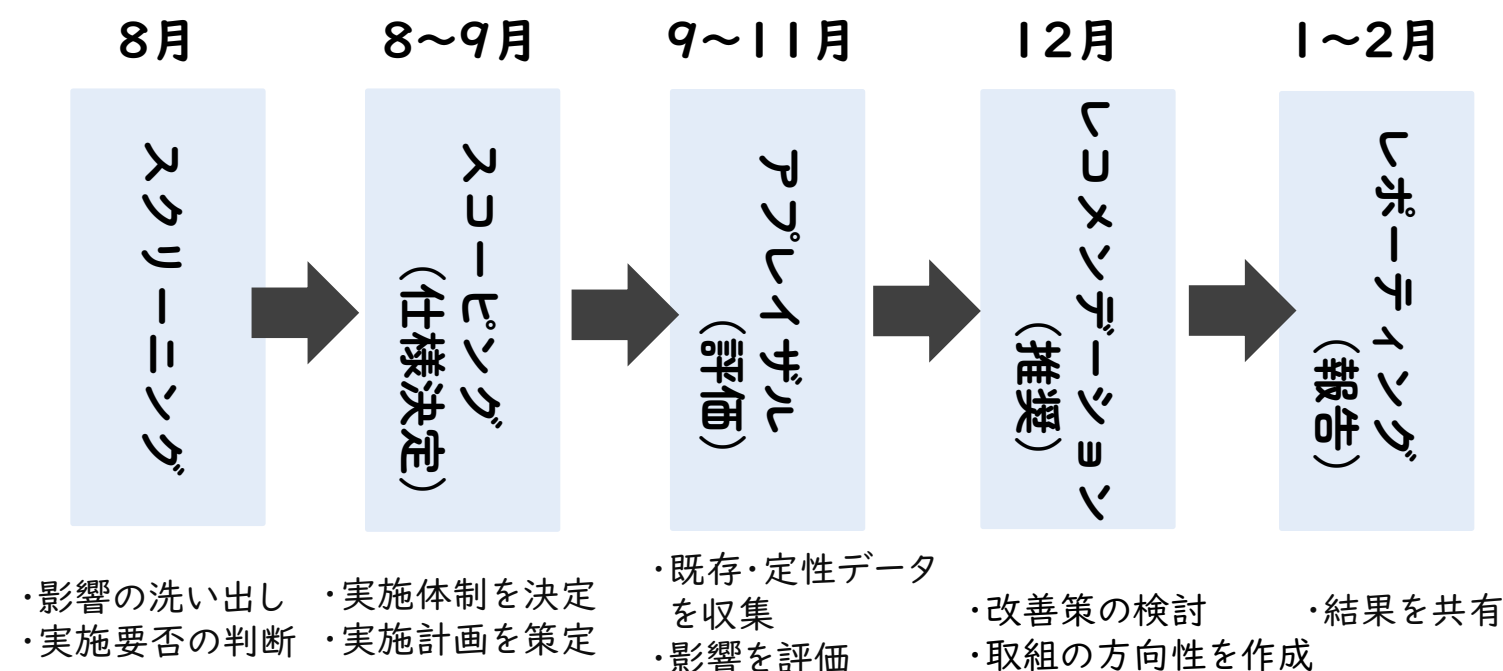 8月
8～9月
9～11月
12月
1～2月
スクリーニング
スコーピング
(仕様決定)
アプレイザル
(評価)
レコメンデーション
(推奨)
レポーティング
(報告)
・影響の洗い出し
・実施要否の判断
・実施体制を決定
・実施計画を策定
・既存・定性データ
を収集
・影響を評価
・改善策の検討
・取組の方向性を作成
・結果を共有